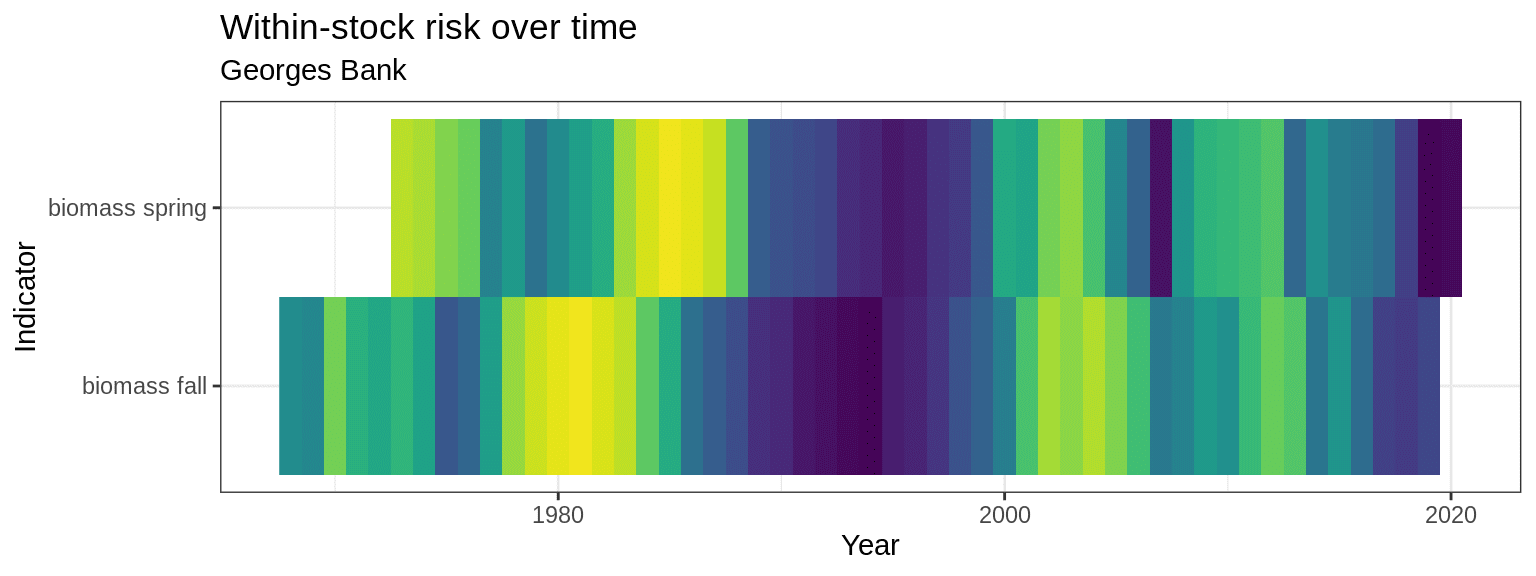 Within-stock risk over time
Georges Bank
Indicator
biomass spring
biomass fall
1980
2000
2020
Year